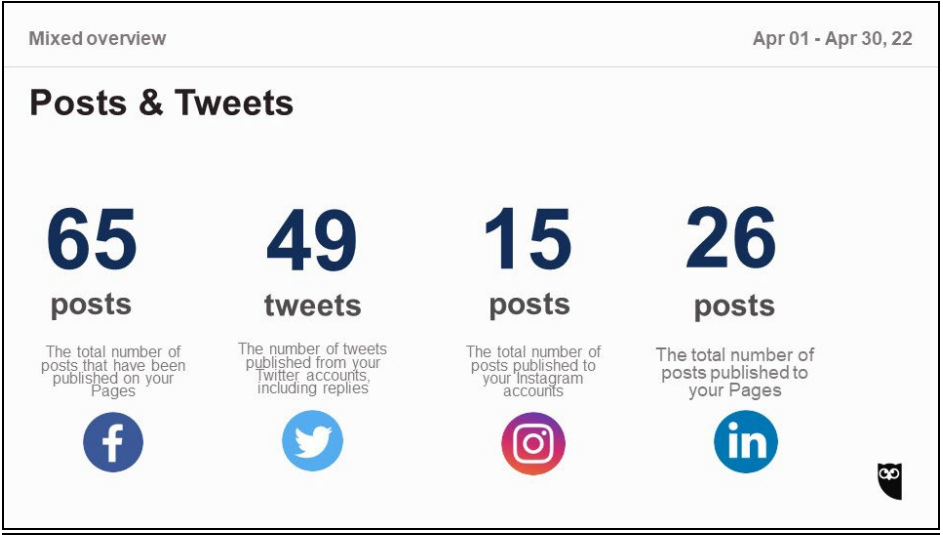 Mixed overview
Apr 01 - Apr 30, 22
Posts & Tweets
65
posts
The total number of
posts that have been
published on your
Pages
49
tweets
The number of tweets
published from your
Twitter accounts,
including replies
15
posts
The total number of
posts published to
your Instagram
accounts
26
posts
The total number of
posts published to
your Pages
f
in